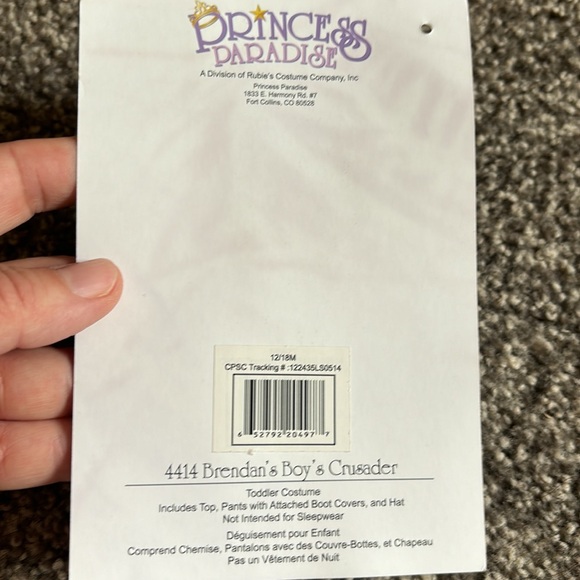 PRINCESS
PARADISE
A Division of Rubie's Costume Company, Inc
Princess Paradise
1833 E. Harmony Rd. #7
Fort Collins, CO 80528
12/18M
CPSC Tracking # :122435LS0514
6 52792 20497 7
4414 Brendan's Boy's Crusader
Toddler Costume
Includes Top, Pants with Attached Boot Covers, and Hat
Not Intended for Sleepwear
Déguisement pour Enfant
Comprend Chemise, Pantalons avec des Couvre-Bottes, et Chapeau
Pas un Vêtement de Nuit